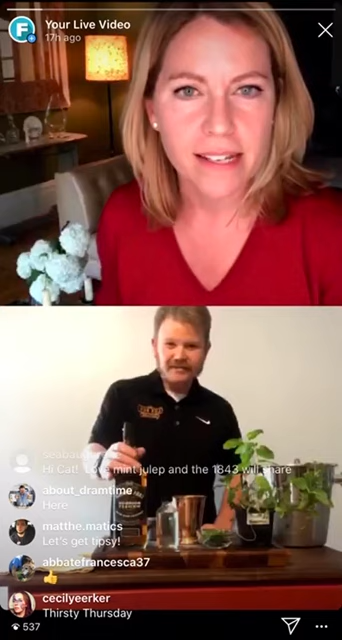 F
Your Live Video
17h ago
Hi Cat! Love mint julep and the 1843 will share
about_dramtime
Here
matthe.matics
Let's get tipsy!
abbatefrancesca37
👍
cecilyeerker
Thirsty Thursday
537